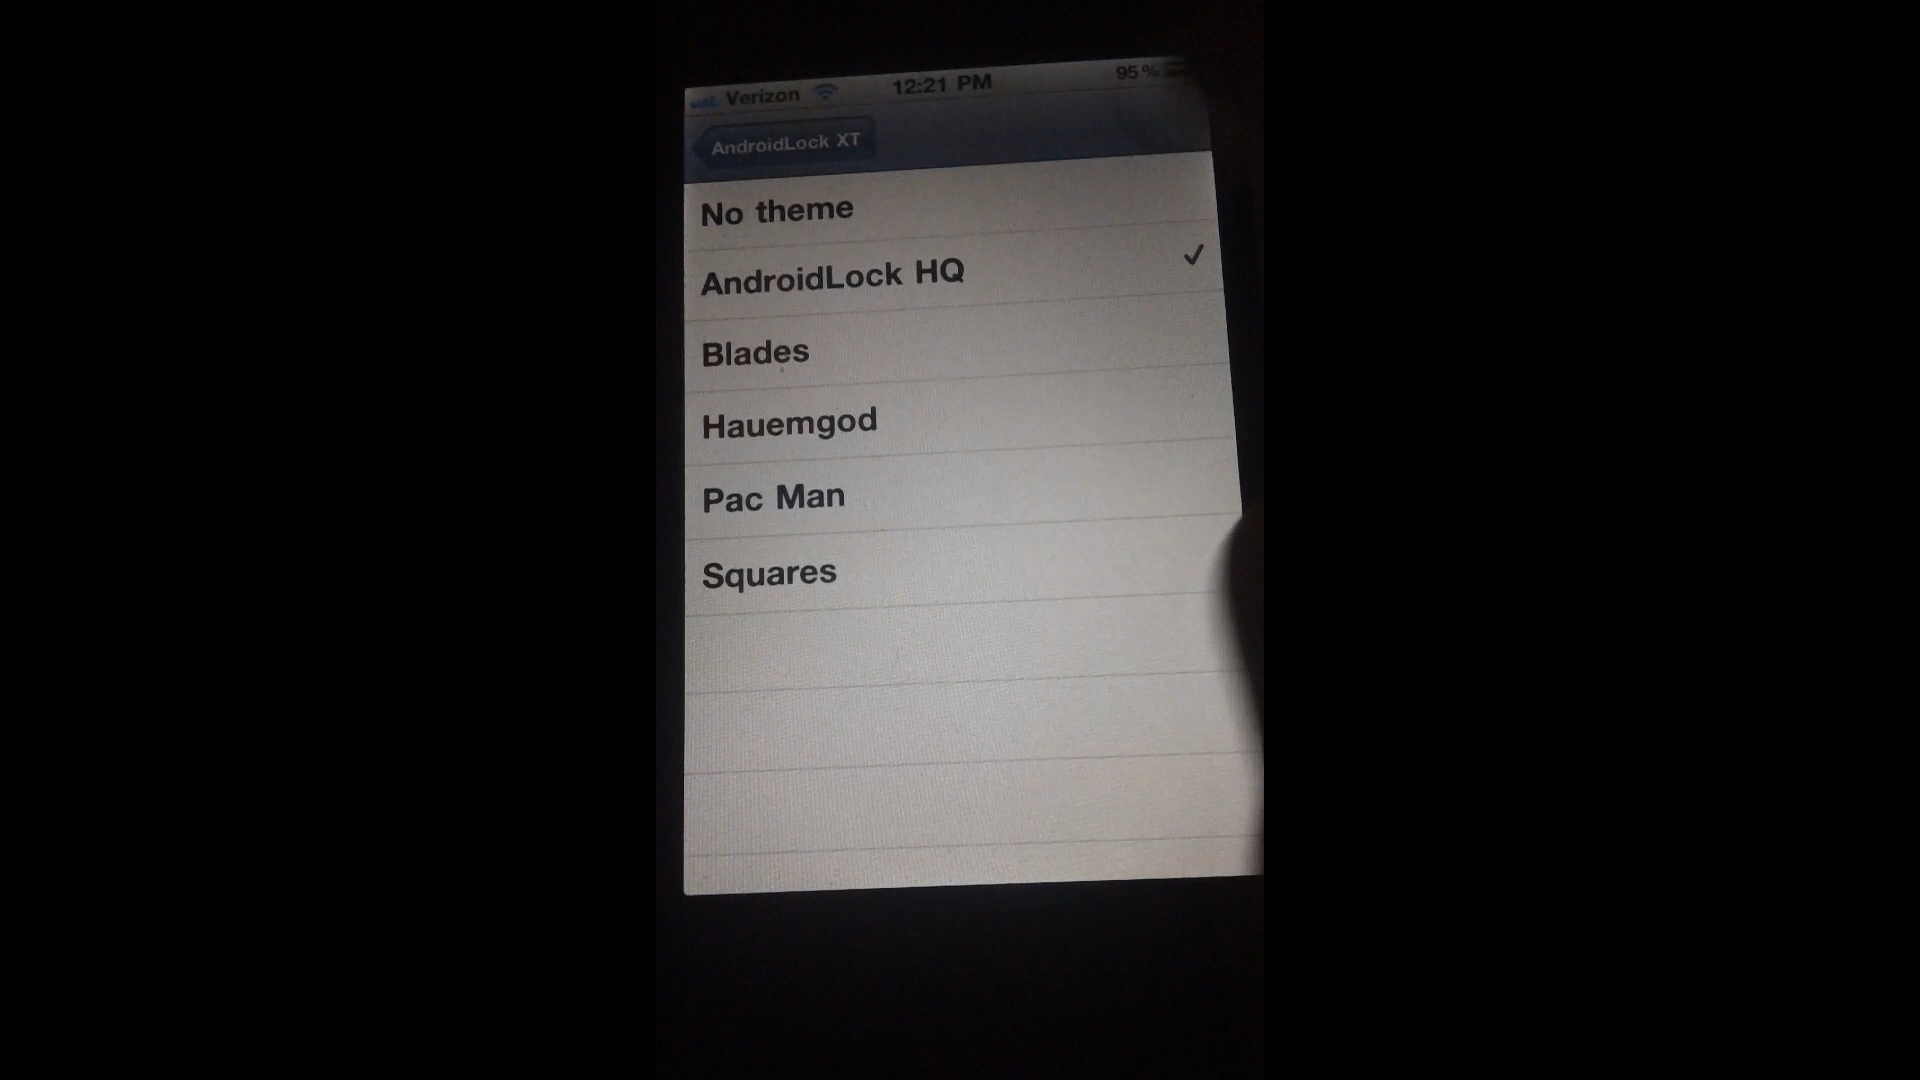 Verizon 12:21 PM 95%
AndroidLock XT
No theme
AndroidLock HQ
Blades
Hauemgod
Pac Man
Squares